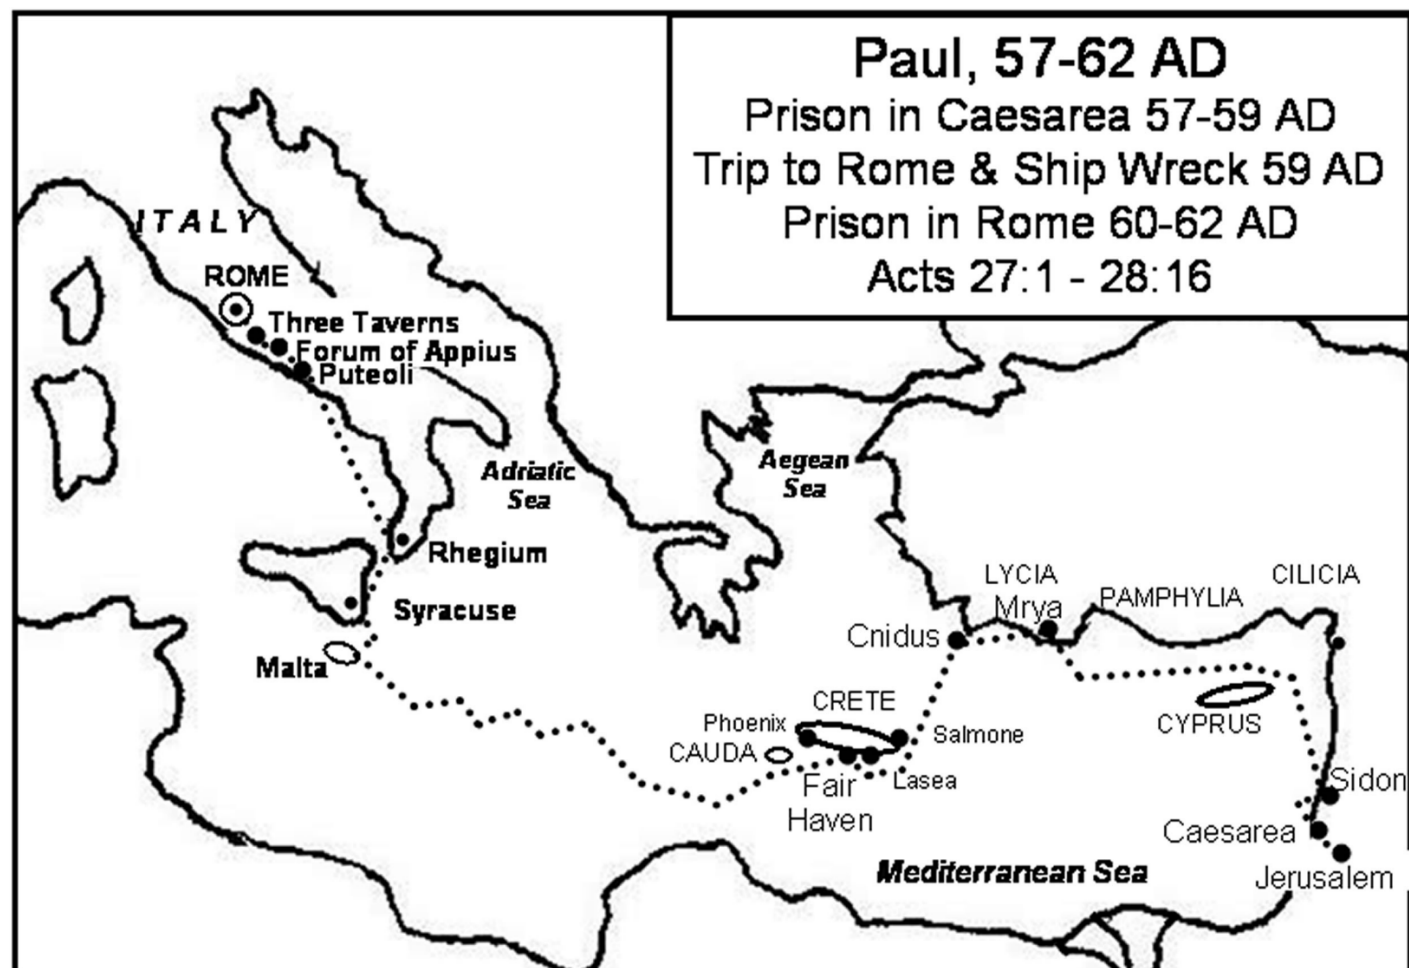 Paul, 57-62 AD
Prison in Caesarea 57-59 AD
Trip to Rome & Ship Wreck 59 AD
Prison in Rome 60-62 AD
Acts 27:1 - 28:16
ITALY
ROME
Three Taverns
Forum of Appius
Puteoli
Adriatic
Sea
Aegean
Sea
Rhegium
Syracuse
Malta
LYCIA
Mrya
PAMPHYLIA
CILICIA
Cnidus
CRETE
Phoenix
CAUDA
Salmone
Lasea
Fair
Haven
CYPRUS
Sidon
Caesarea
Jerusalem
Mediterranean Sea